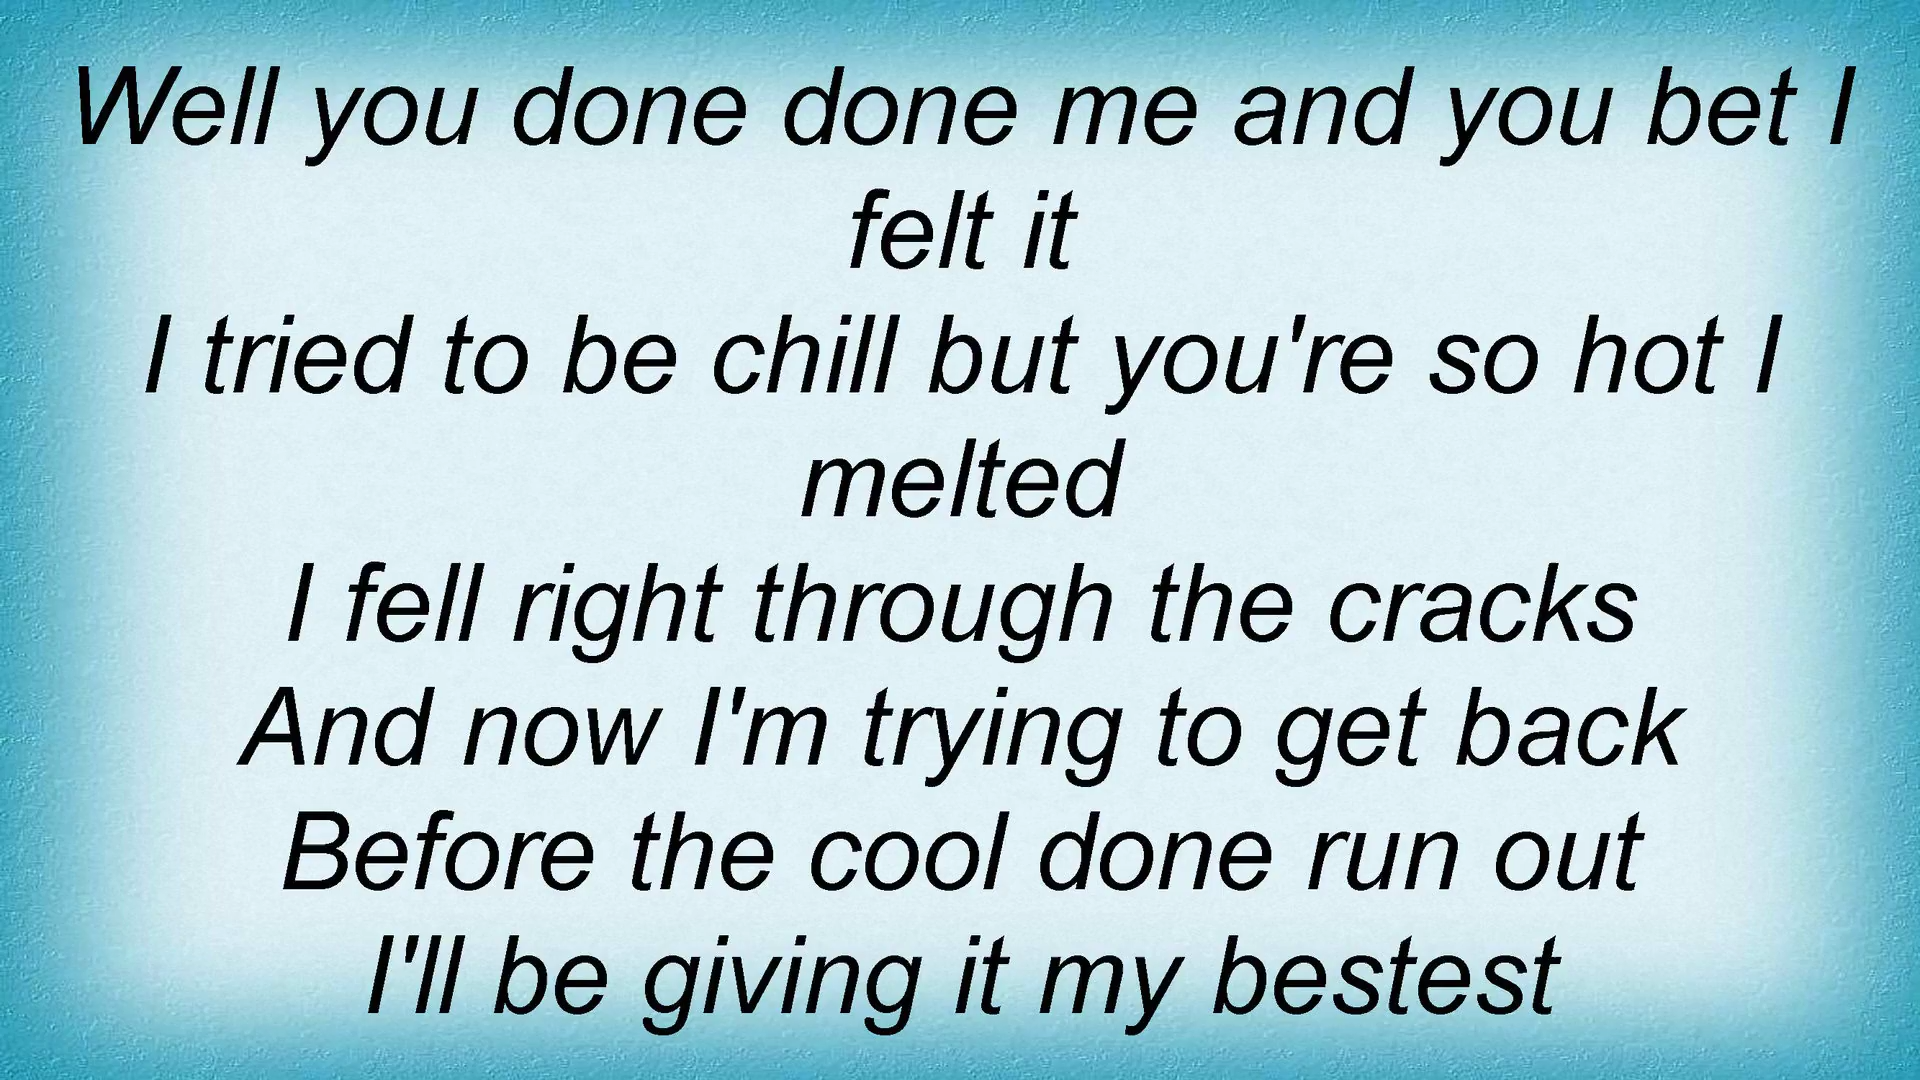 Well you done done me and you bet I
felt it
I tried to be chill but you're so hot I
melted
I fell right through the cracks
And now I'm trying to get back
Before the cool done run out
I'll be giving it my bestest